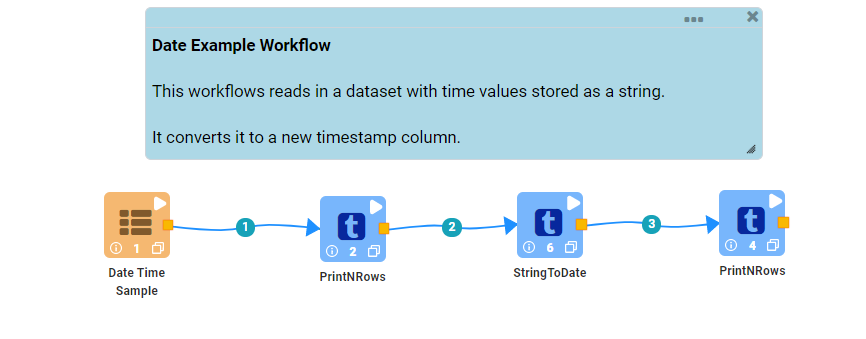 Date Example Workflow
This workflows reads in a dataset with time values stored as a string.
It converts it to a new timestamp column.
1
2
3
t
t
t
1
2
6
4
Date Time
Sample
PrintNRows
StringToDate
PrintNRows